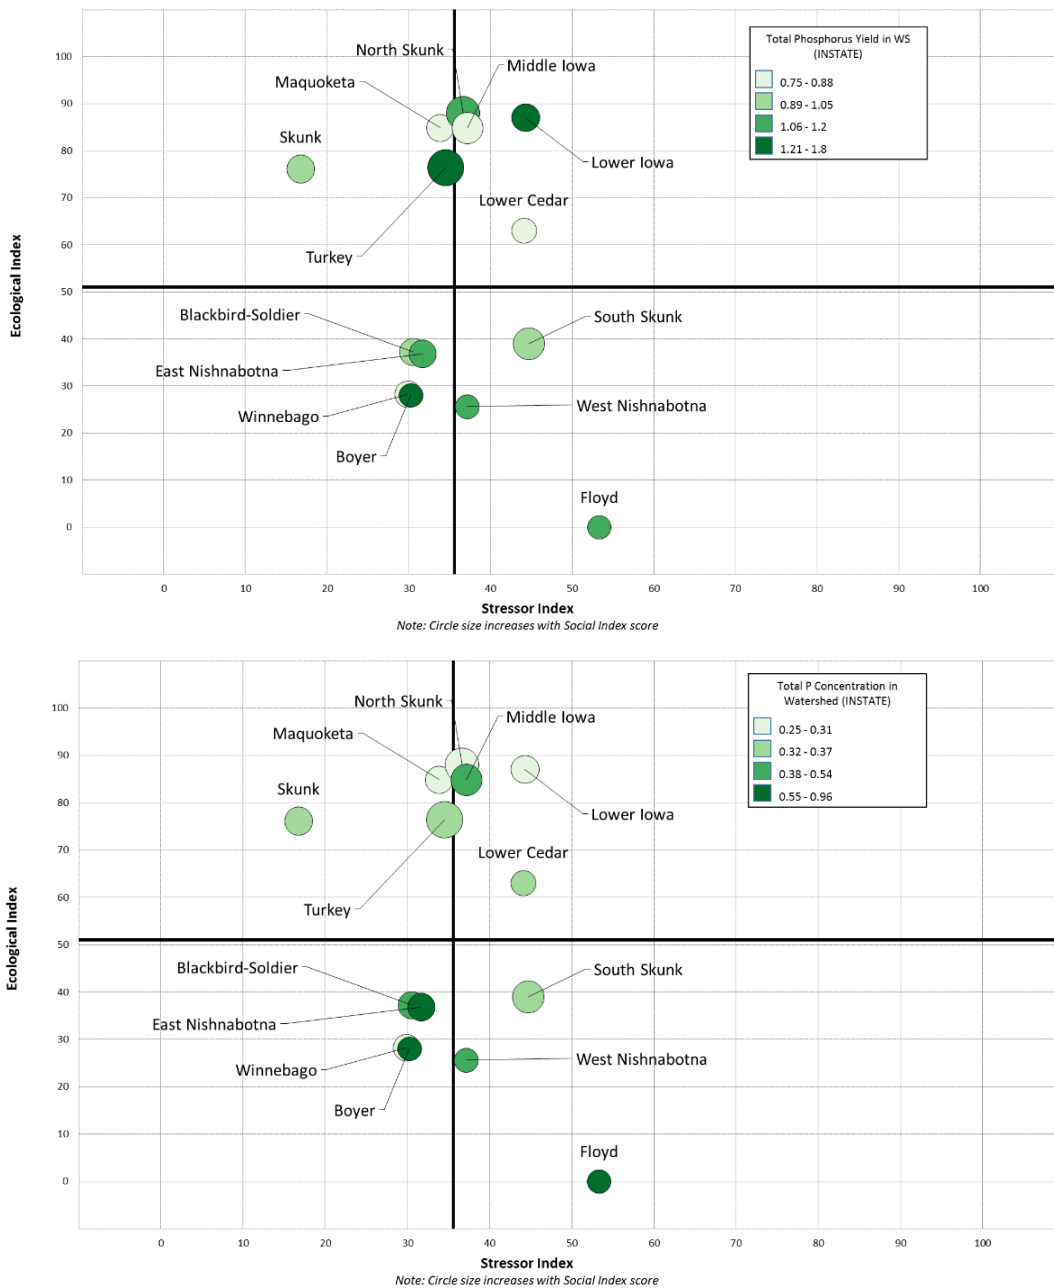 North Skunk
Middle Iowa
Maquoketa
Skunk
Lower Iowa
Lower Cedar
Turkey
Blackbird-Soldier
South Skunk
East Nishnabotna
Winnebago
West Nishnabotna
Boyer
Floyd
Total Phosphorus Yield in WS
(INSTATE)
0.75 - 0.88
0.89 - 1.05
1.06 - 1.2
1.21 - 1.8
Ecological Index
100
90
80
70
60
50
40
30
20
10
0
0 10 20 30 40 50 60 70 80 90 100
Stressor Index
Note: Circle size increases with Social Index score
North Skunk
Middle Iowa
Maquoketa
Skunk
Lower Iowa
Lower Cedar
Turkey
Blackbird-Soldier
South Skunk
East Nishnabotna
Winnebago
West Nishnabotna
Boyer
Floyd
Total P Concentration in
Watershed (INSTATE)
0.25 - 0.31
0.32 - 0.37
0.38 - 0.54
0.55 - 0.96
Ecological Index
100
90
80
70
60
50
40
30
20
10
0
0 10 20 30 40 50 60 70 80 90 100
Stressor Index
Note: Circle size increases with Social Index score